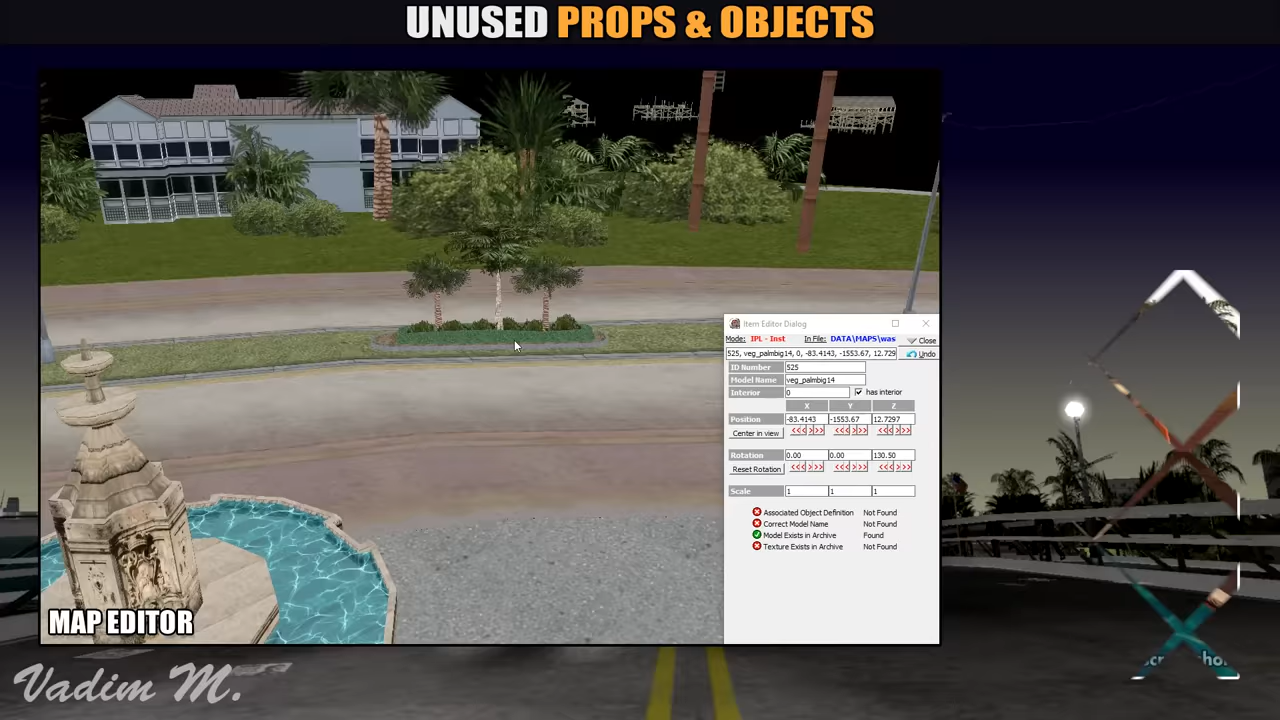 UNUSED PROPS & OBJECTS
Item Editor Dialog
Mode: IPL - Inst In File: DATA\MAPS\was Close
525, veg_palmbig14, 0, -83.4143, -1553.67, 12.729 Undo
ID Number 525
Model Name veg_palmbig14
Interior 0 has interior
X Y Z
Position -83.4143 -1553.67 12.7297
Center in view <<< >>> <<< >>> <<< >>>
Rotation 0.00 0.00 130.50
Reset Rotation <<< >>> <<< >>> <<< >>>
Scale 1 1 1
Associated Object Definition Not Found
Correct Model Name Not Found
Model Exists in Archive Found
Texture Exists in Archive Not Found
MAP EDITOR
Vadim M.